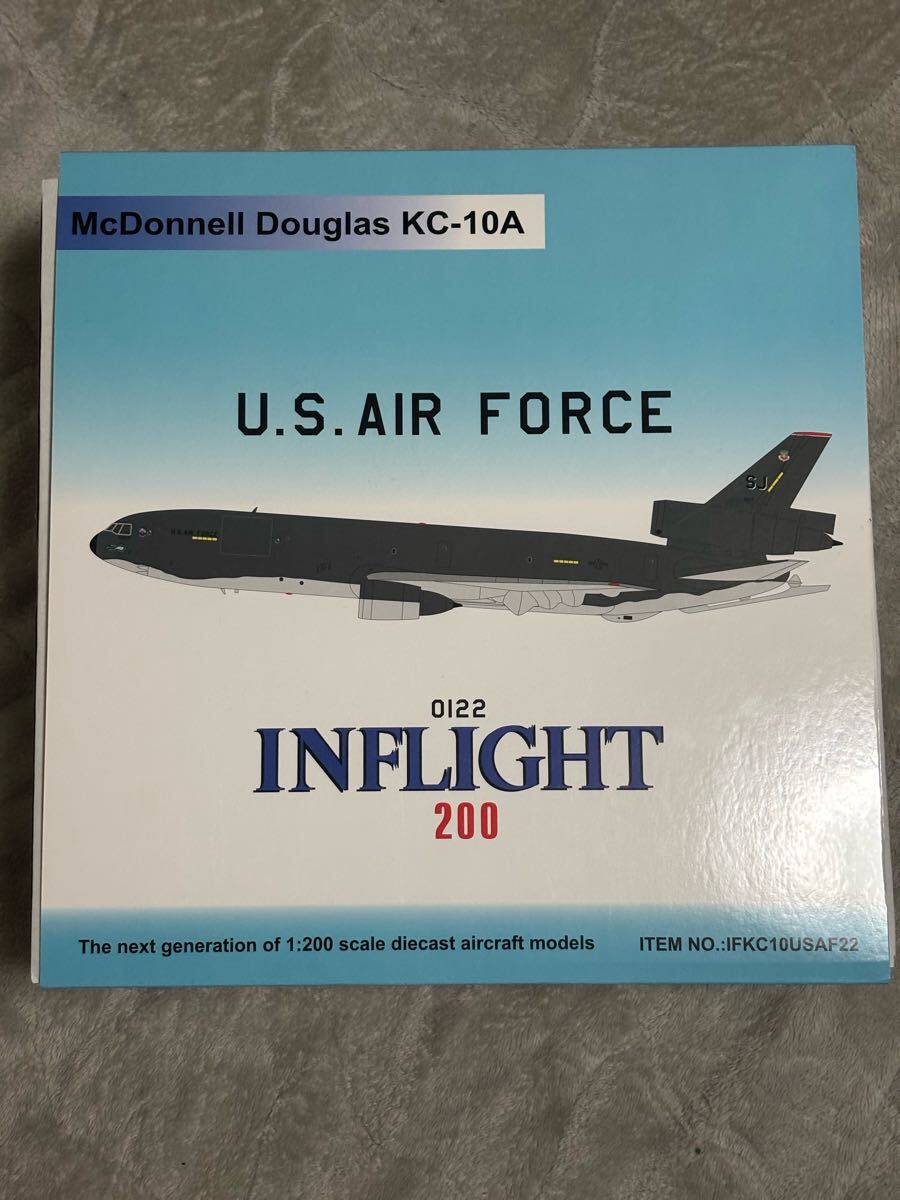 McDonnell Douglas KC-10A
U.S. AIR FORCE
SJ
U.S. AIR FORCE
0122
INFLIGHT
200
The next generation of 1:200 scale diecast aircraft models
ITEM NO.:IFKC10USAF22